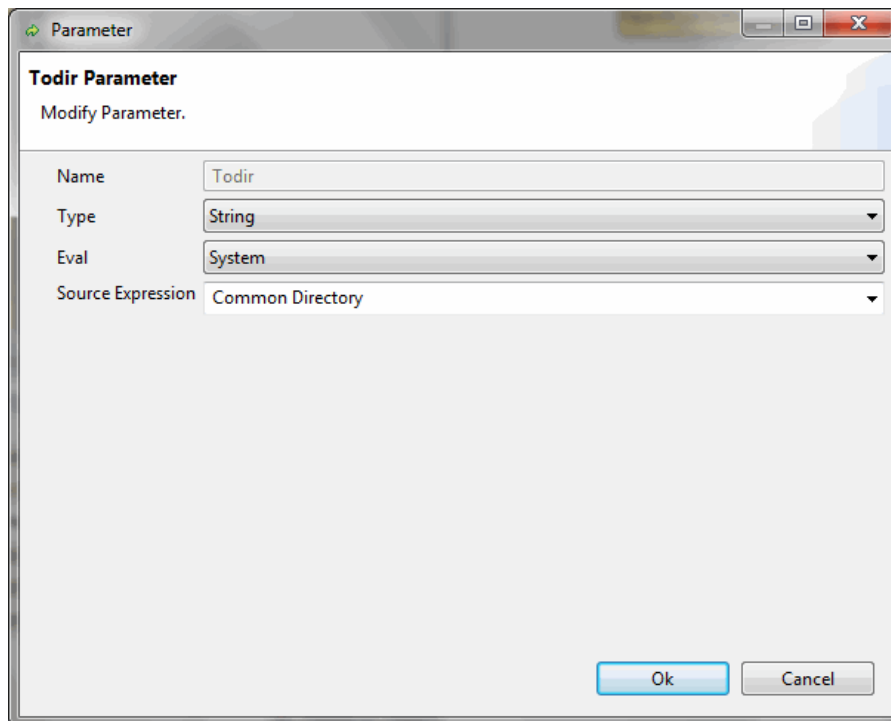 Parameter
Todir Parameter
Modify Parameter.
Name Todir
Type String
Eval System
Source Expression Common Directory
Ok Cancel